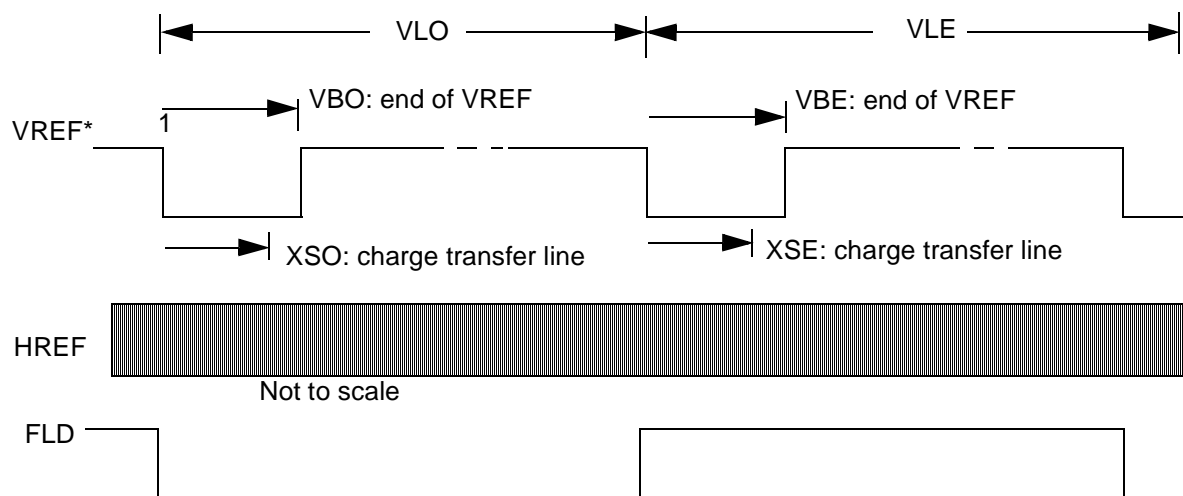 VLO
VLE
VBO: end of VREF
VBE: end of VREF
1
VREF*
XSO: charge transfer line
XSE: charge transfer line
HREF
Not to scale
FLD